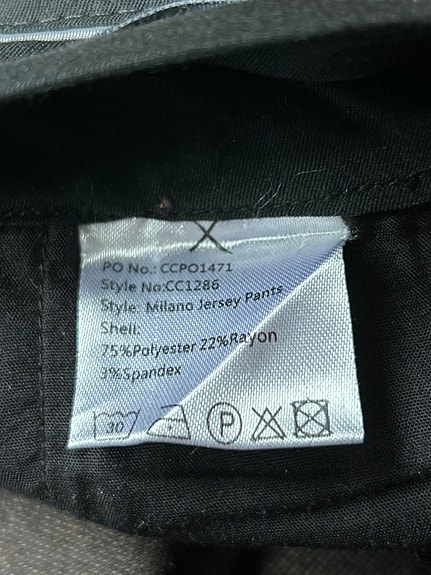 PO No.: CCPO1471
Style No:CC1286
Style: Milano Jersey Pants
Shell:
75%Polyester 22%Rayon
3%Spandex
30 P